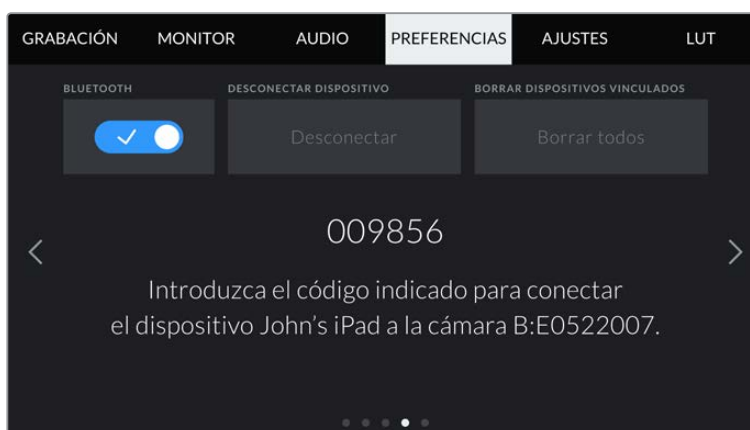 GRABACIÓN MONITOR AUDIO PREFERENCIAS AJUSTES LUT
BLUETOOTH DESCONECTAR DISPOSITIVO BORRAR DISPOSITIVOS VINCULADOS
Desconectar Borrar todos
009856
Introduzca el código indicado para conectar
el dispositivo John's iPad a la cámara B:E0522007.